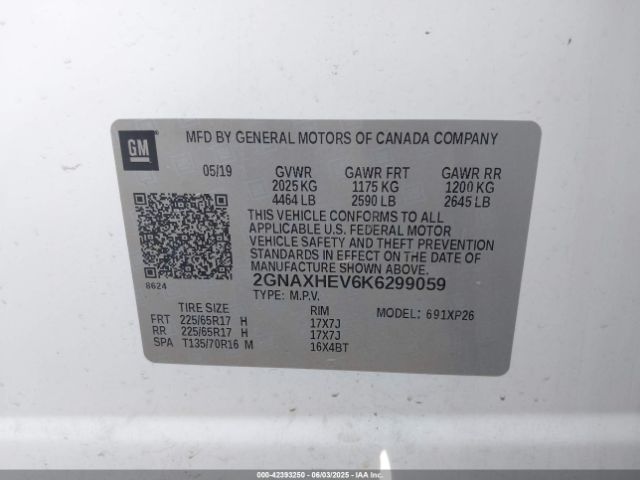 GM
MFD BY GENERAL MOTORS OF CANADA COMPANY
05/19 GVWR GAWR FRT GAWR RR
2025 KG 1175 KG 1200 KG
4464 LB 2590 LB 2645 LB
THIS VEHICLE CONFORMS TO ALL
APPLICABLE U.S. FEDERAL MOTOR
VEHICLE SAFETY AND THEFT PREVENTION
STANDARDS IN EFFECT ON THE DATE OF
MANUFACTURE SHOWN ABOVE.
8624
2GNAXHEV6K6299059
TYPE: M.P.V.
TIRE SIZE RIM MODEL: 691XP26
FRT 225/65R17 H 17X7J
RR 225/65R17 H 17X7J
SPA T135/70R16 M 16X4BT
000-42393250 - 06/03/2025 - IAAI.COM